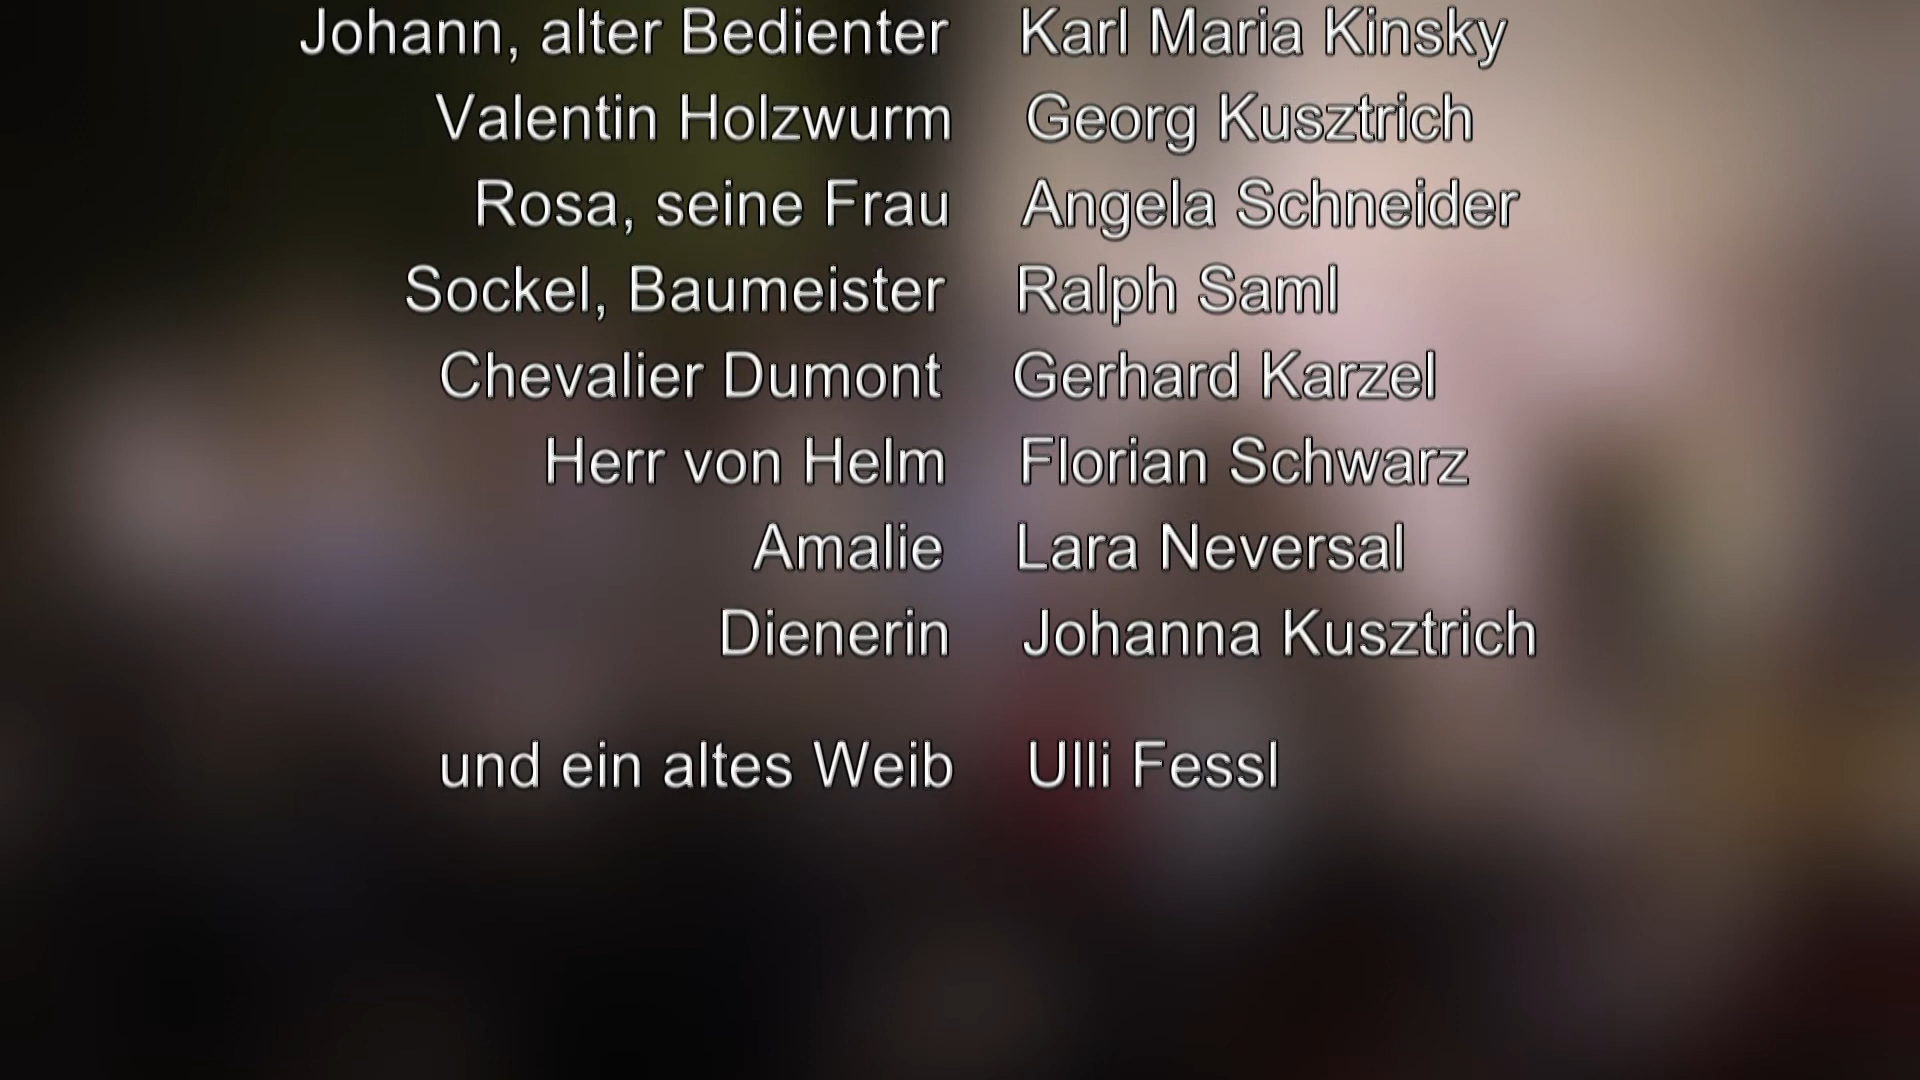 Johann, alter Bedienter Karl Maria Kinsky
Valentin Holzwurm Georg Kusztrich
Rosa, seine Frau Angela Schneider
Sockel, Baumeister Ralph Saml
Chevalier Dumont Gerhard Karzel
Herr von Helm Florian Schwarz
Amalie Lara Neversal
Dienerin Johanna Kusztrich
und ein altes Weib Ulli Fessl